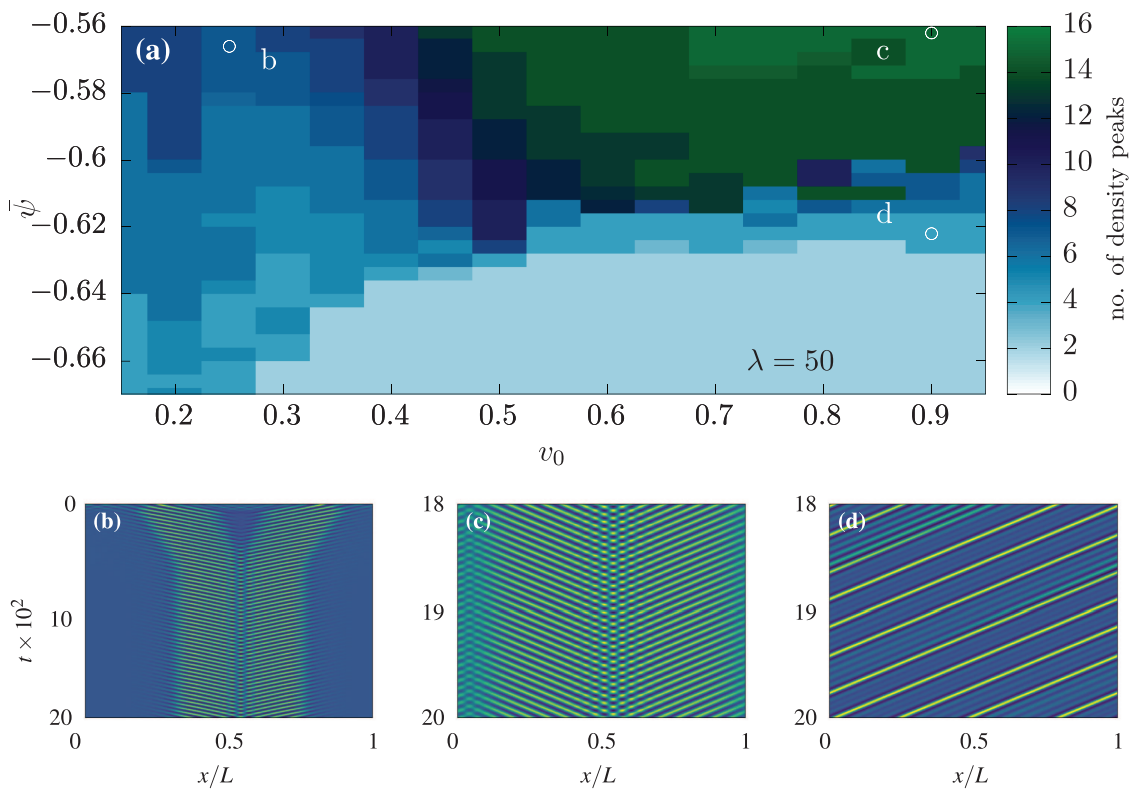 −0.56
−0.58
−0.6
−0.62
−0.64
−0.66
ψ̄
(a)
b
c
d
λ = 50
0.2 0.3 0.4 0.5 0.6 0.7 0.8 0.9
v₀
16
14
12
10
8
6
4
2
0
no. of density peaks
(b)
0
10
20
t × 10²
0 0.5 1
x/L
(c)
18
19
20
0 0.5 1
x/L
(d)
18
19
20
0 0.5 1
x/L